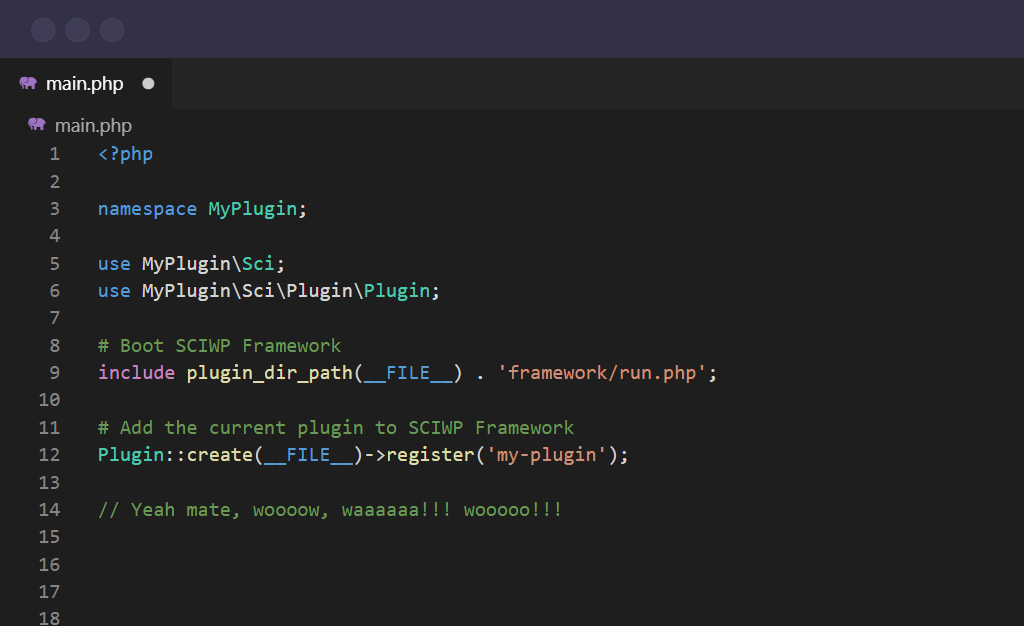 main.php
main.php
1 <?php
2
3 namespace MyPlugin;
4
5 use MyPlugin\Sci;
6 use MyPlugin\Sci\Plugin\Plugin;
7
8 # Boot SCIWP Framework
9 include plugin_dir_path(__FILE__) . 'framework/run.php';
10
11 # Add the current plugin to SCIWP Framework
12 Plugin::create(__FILE__)->register('my-plugin');
13
14 // Yeah mate, woooow, waaaaaa!!! wooooo!!!
15
16
17
18